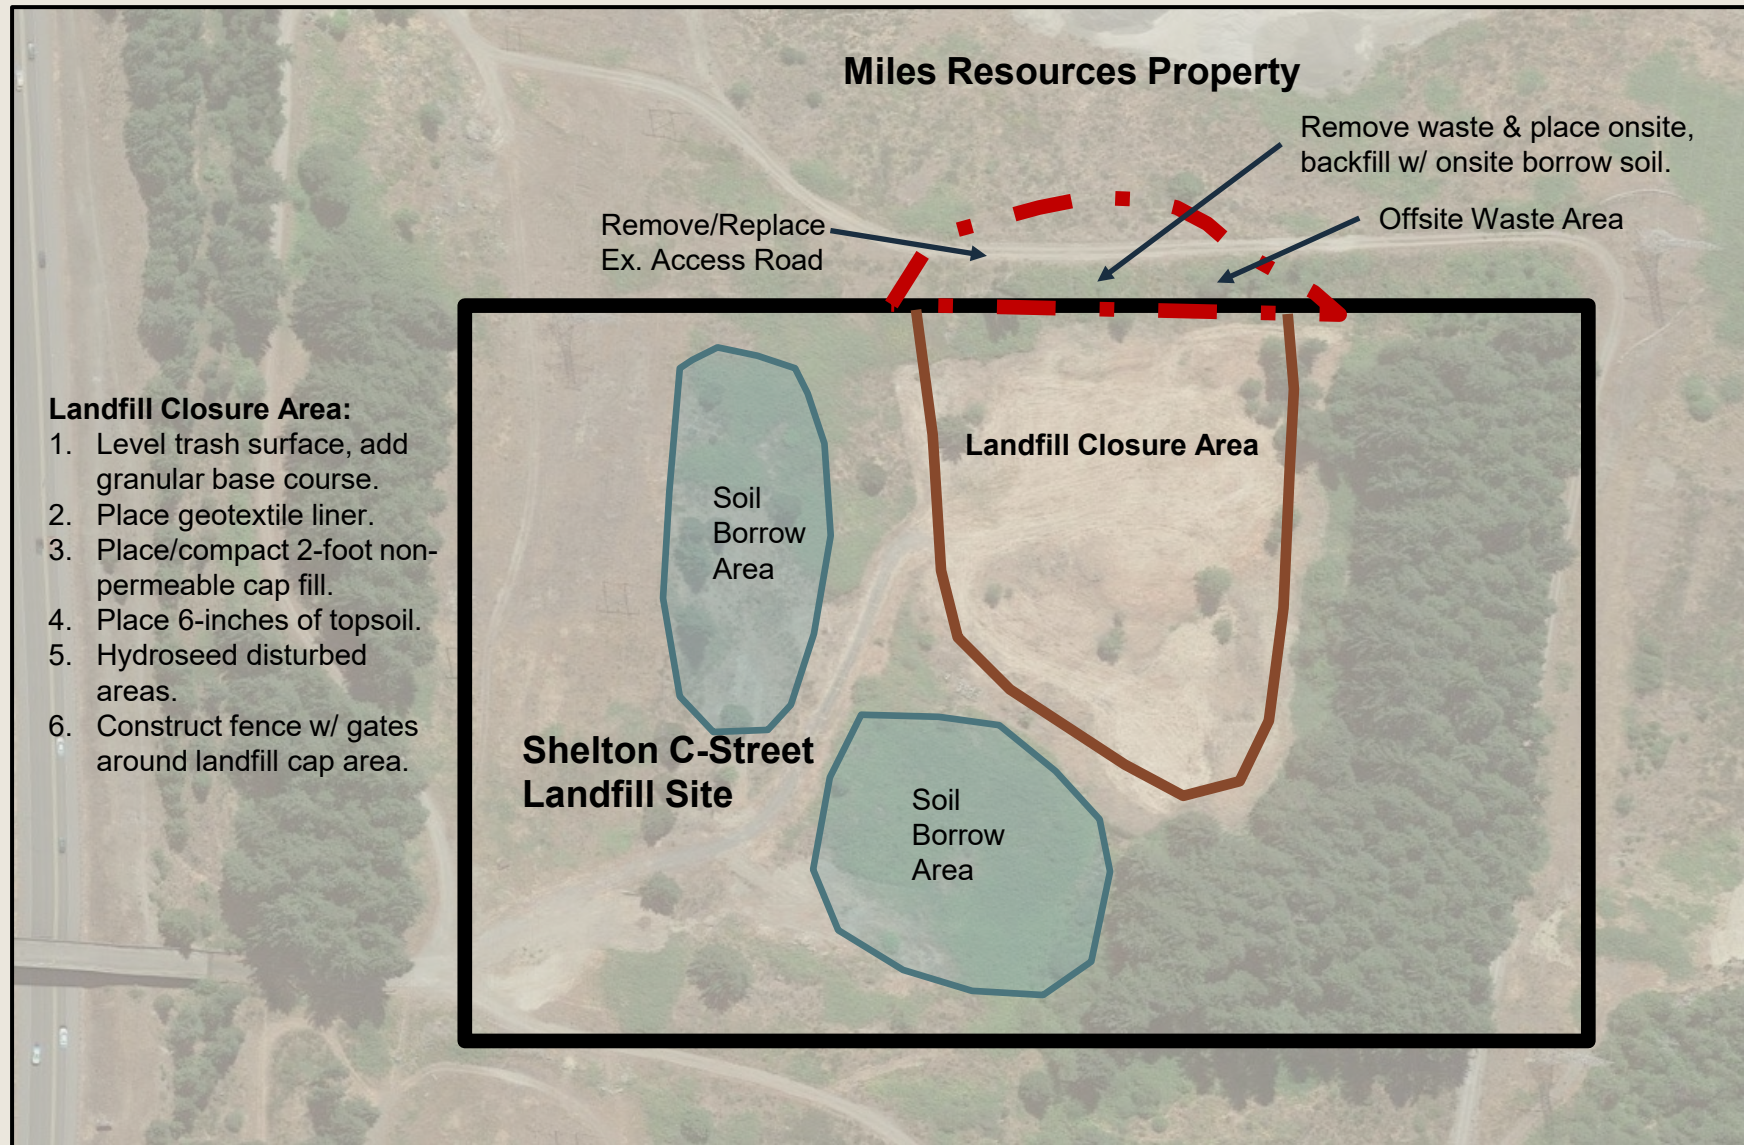 Miles Resources Property
Remove waste & place onsite,
backfill w/ onsite borrow soil.
Remove/Replace
Ex. Access Road
Offsite Waste Area
Landfill Closure Area:
1. Level trash surface, add
granular base course.
2. Place geotextile liner.
3. Place/compact 2-foot non-
permeable cap fill.
4. Place 6-inches of topsoil.
5. Hydroseed disturbed
areas.
6. Construct fence w/ gates
around landfill cap area.
Landfill Closure Area
Soil
Borrow
Area
Shelton C-Street
Landfill Site
Soil
Borrow
Area